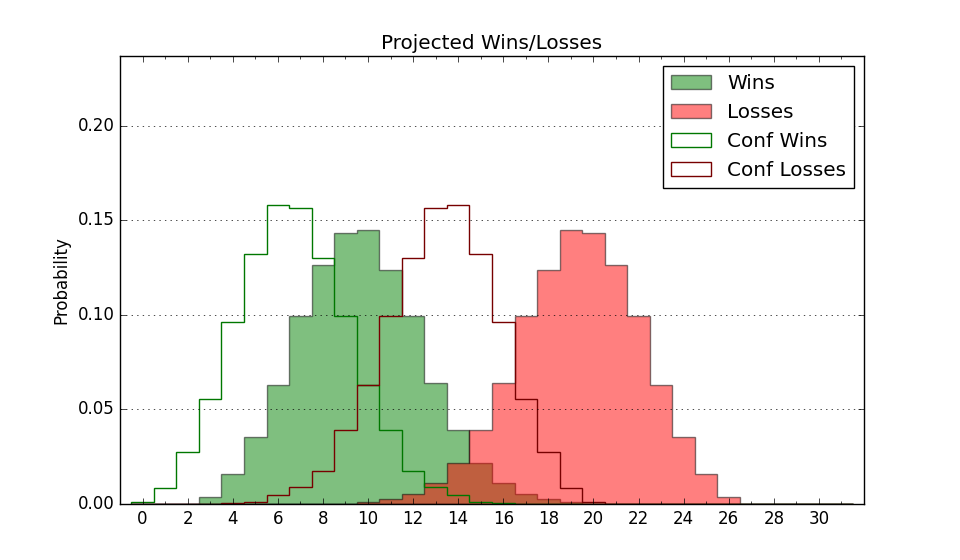 Projected Wins/Losses
Wins
Losses
Conf Wins
Conf Losses
Probability
0.20
0.15
0.10
0.05
0.00
0 2 4 6 8 10 12 14 16 18 20 22 24 26 28 30